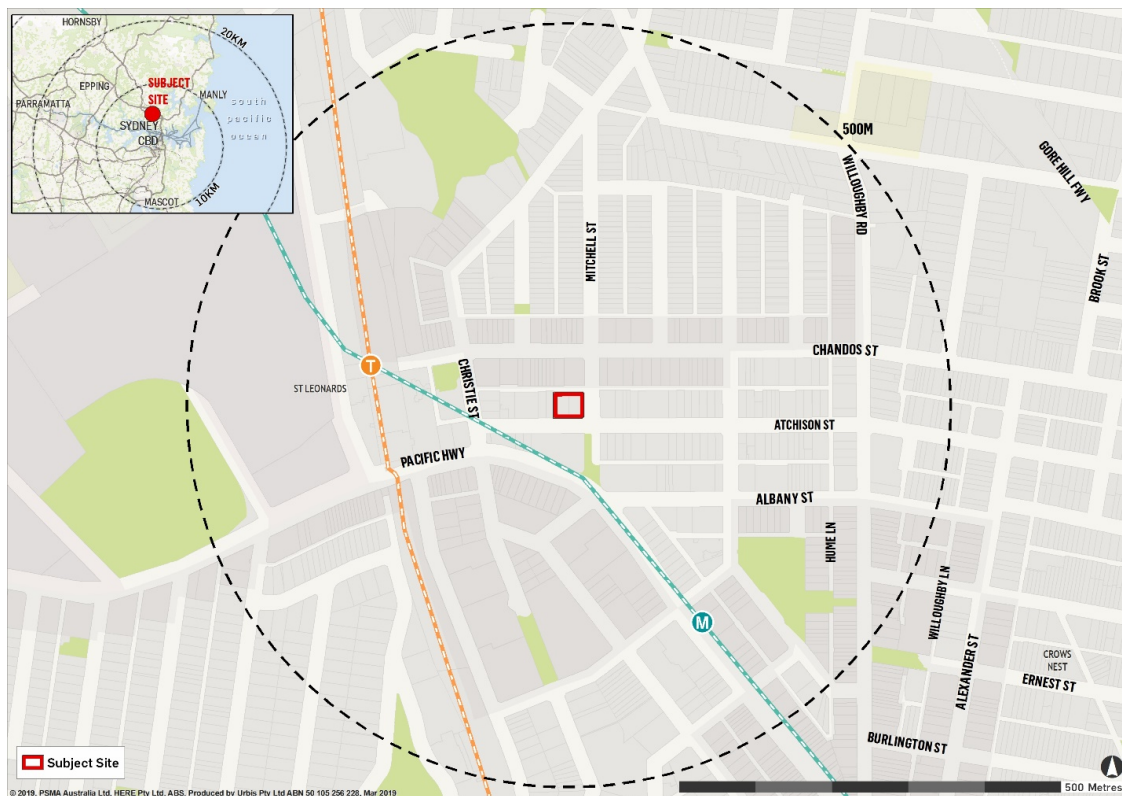 HORNSBY
20KM
EPPING
SUBJECT
SITE
MANLY
PARRAMATTA
SYDNEY
CBD
south
pacific
ocean
10KM
MASCOT
500M
GORE HILL FWY
WILLOUGHBY RD
MITCHELL ST
BROOK ST
CHANDOS ST
T
CHRISTIE ST
ST LEONARDS
ATCHISON ST
PACIFIC HWY
ALBANY ST
HUME LN
WILLOUGHBY LN
M
ALEXANDER ST
CROWS
NEST
ERNEST ST
BURLINGTON ST
Subject Site
500 Metres
© 2019. PSMA Australia Ltd, HERE Pty Ltd. ABS. Produced by Urbis Pty Ltd ABN 50 105 256 228, Mar 2019